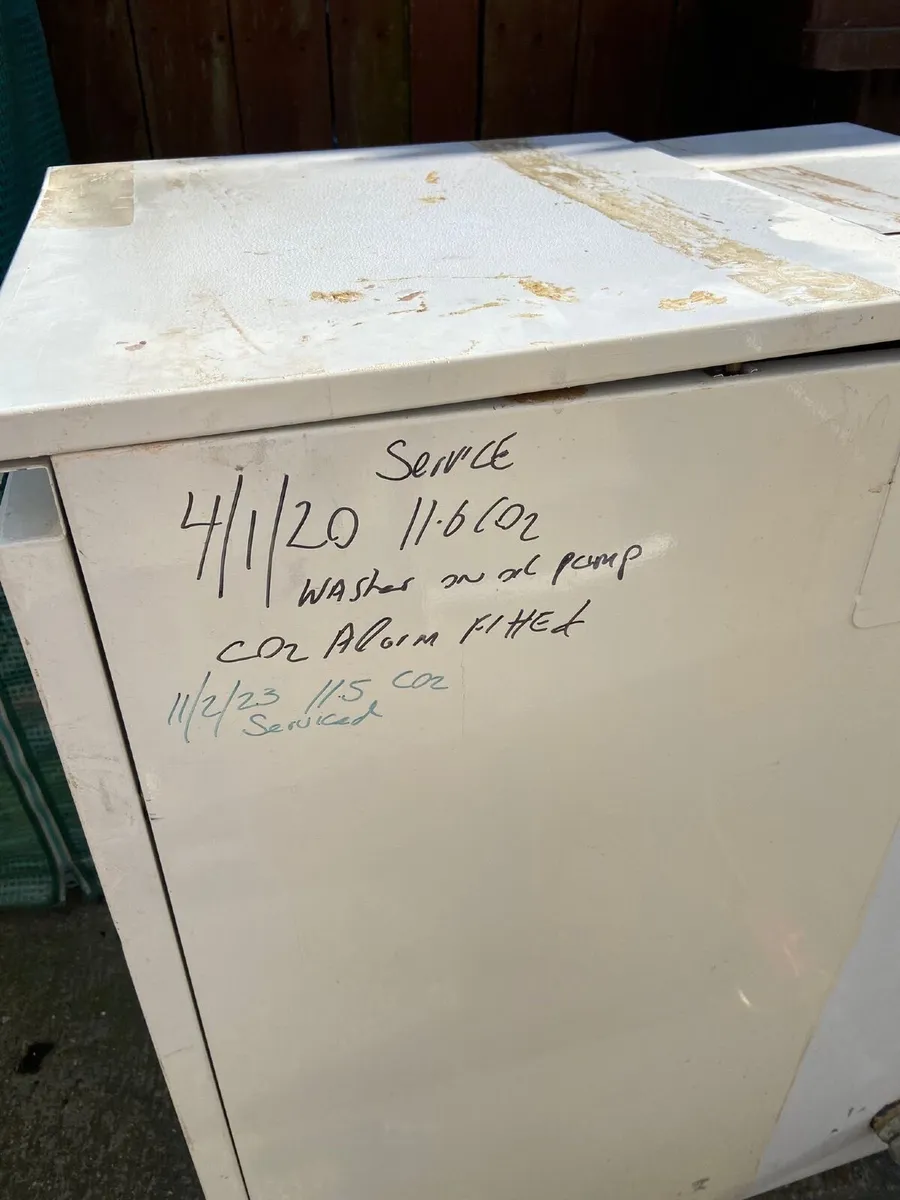 Service
4/1/20 11.6 CO2
Washer on oil pump
CO2 Alarm Fitted
11/2/23 11.5 CO2
Serviced